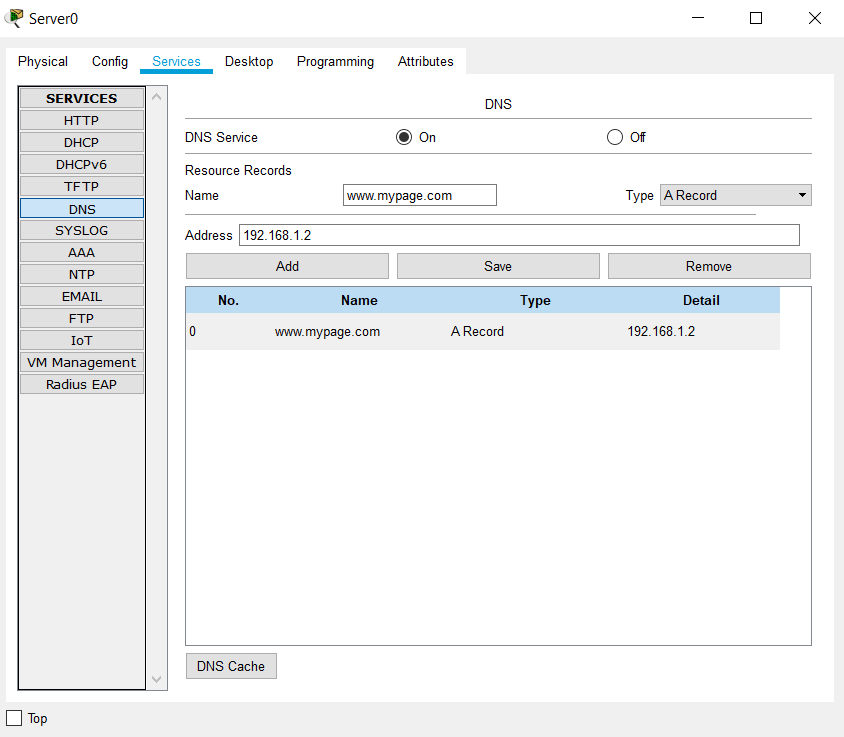 Server0
Physical Config Services Desktop Programming Attributes
SERVICES
HTTP
DHCP
DHCPv6
TFTP
DNS
SYSLOG
AAA
NTP
EMAIL
FTP
IoT
VM Management
Radius EAP
DNS
DNS Service On Off
Resource Records
Name www.mypage.com Type A Record
Address 192.168.1.2
Add Save Remove
No. Name Type Detail
0 www.mypage.com A Record 192.168.1.2
DNS Cache
Top